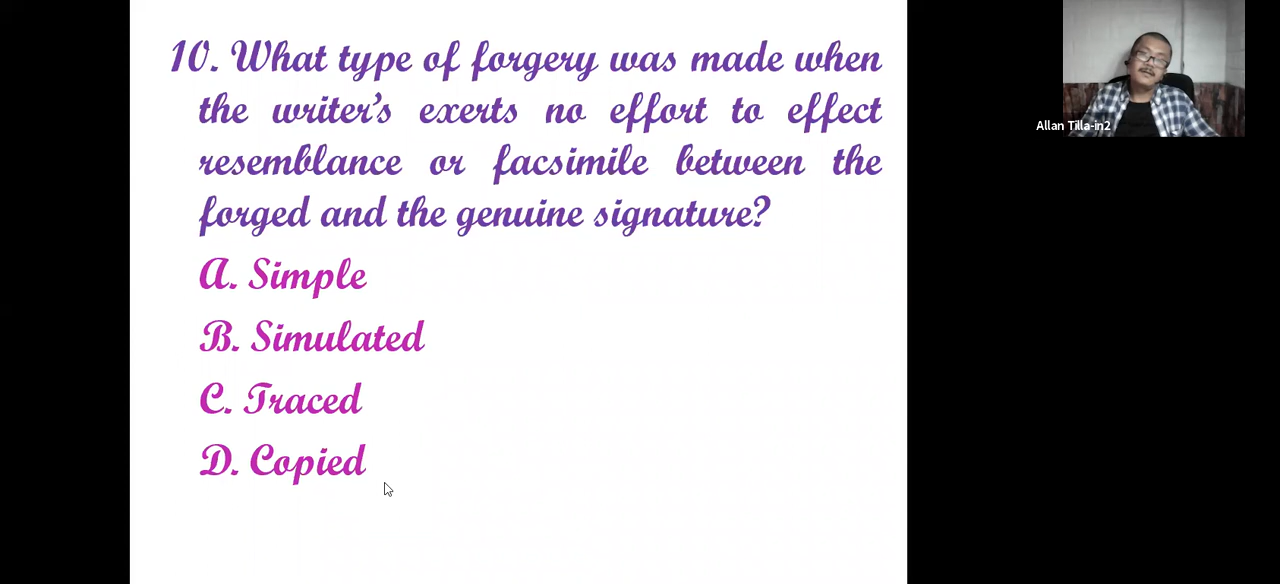 10. What type of forgery was made when
the writer's exerts no effort to effect
resemblance or facsimile between the
forged and the genuine signature?
A. Simple
B. Simulated
C. Traced
D. Copied
Allan Tilla-in2